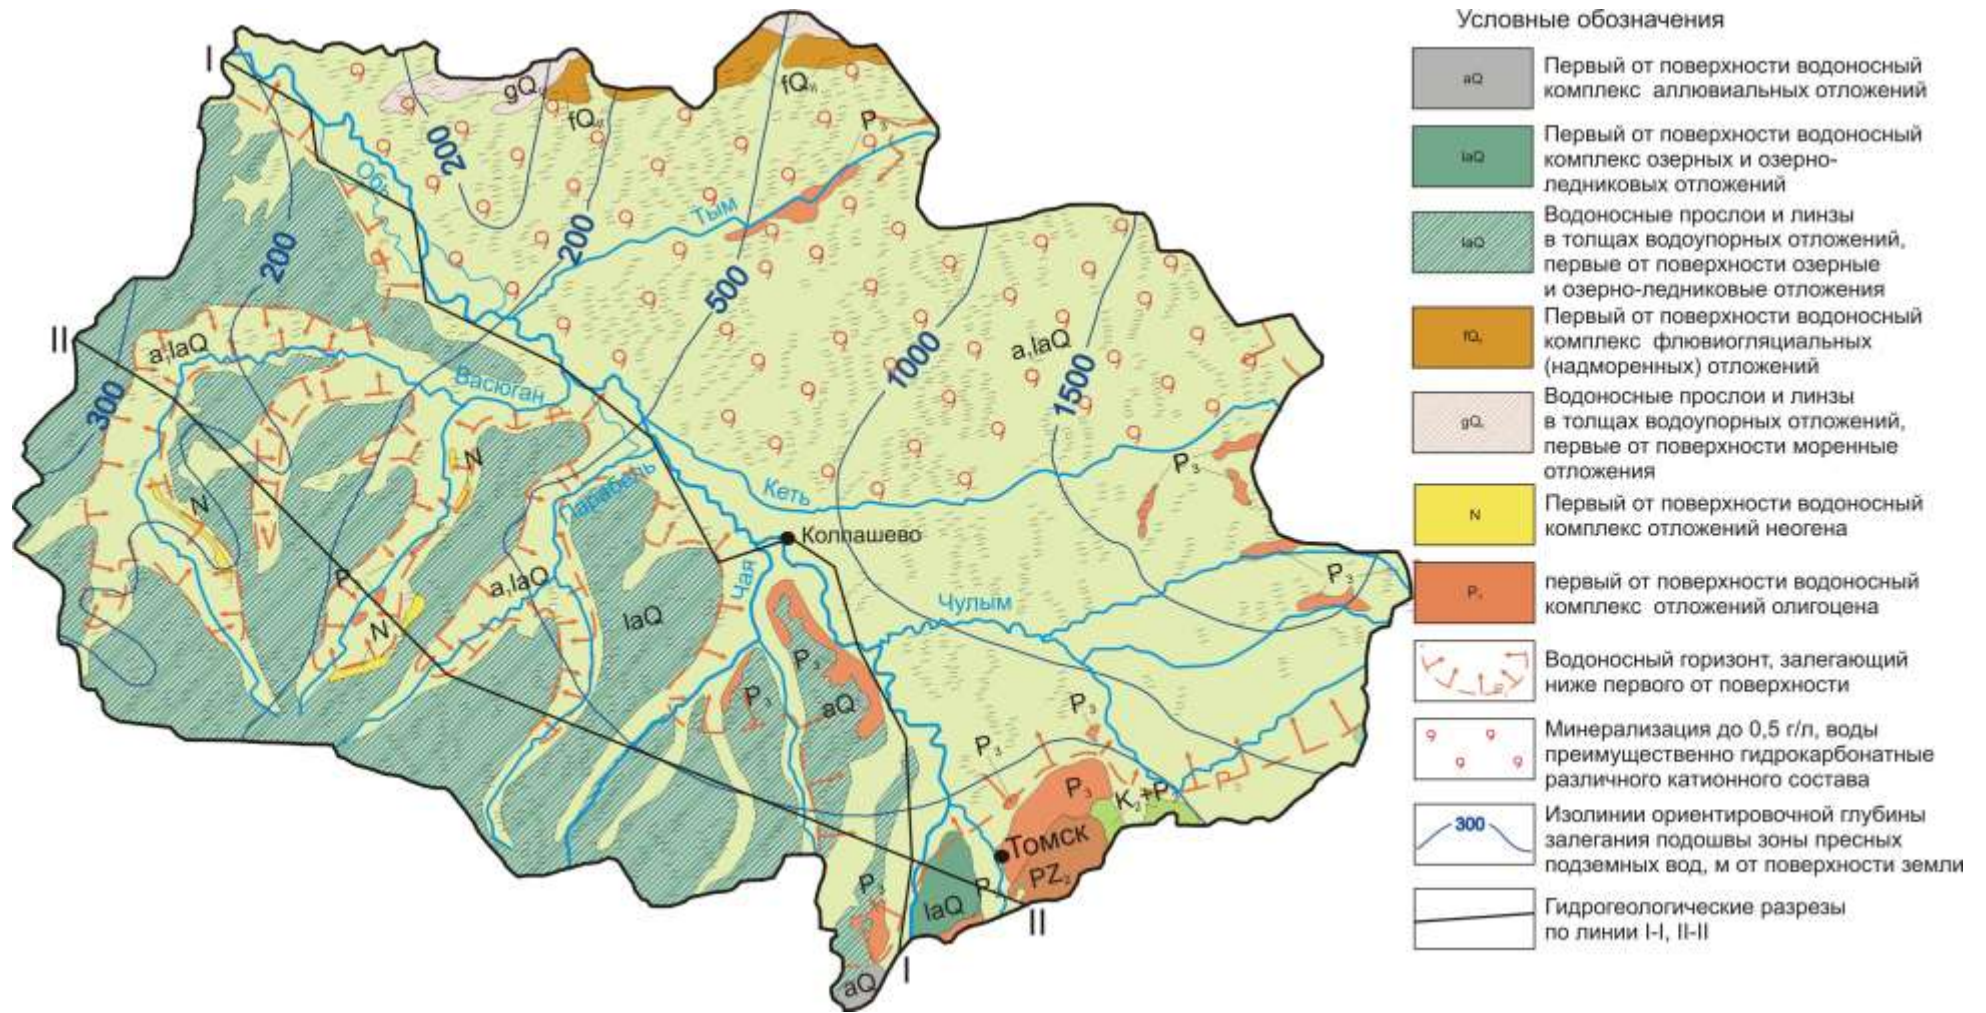 Условные обозначения
aQ
Первый от поверхности водоносный
комплекс аллювиальных отложений
laQ
Первый от поверхности водоносный
комплекс озерных и озерно-
ледниковых отложений
laQ
Водоносные прослои и линзы
в толщах водоупорных отложений,
первые от поверхности озерные
и озерно-ледниковые отложения
fQ
Первый от поверхности водоносный
комплекс флювиогляциальных
(надморенных) отложений
gQ
Водоносные прослои и линзы
в толщах водоупорных отложений,
первые от поверхности моренные
отложения
N
Первый от поверхности водоносный
комплекс отложений неогена
P
первый от поверхности водоносный
комплекс отложений олигоцена
Водоносный горизонт, залегающий
ниже первого от поверхности
Минерализация до 0,5 г/л, воды
преимущественно гидрокарбонатные
различного катионного состава
300
Изолинии ориентировочной глубины
залегания подошвы зоны пресных
подземных вод, м от поверхности земли
Гидрогеологические разрезы
по линии I-I, II-II
I
gQ
fQ
fQ
P₃
200
Обь
Тым
200
200
500
II
a,laQ
Васюган
300
1000
a,laQ
1500
N
N
Парабель
Кеть
P₃
Колпашево
P
a,laQ
Чая
N
laQ
Чулым
P₃
P₃
P₃
aQ
P₃
P₃
P₃
K₂+P
Томск
PZ₂
P₃
P
laQ
II
I
aQ